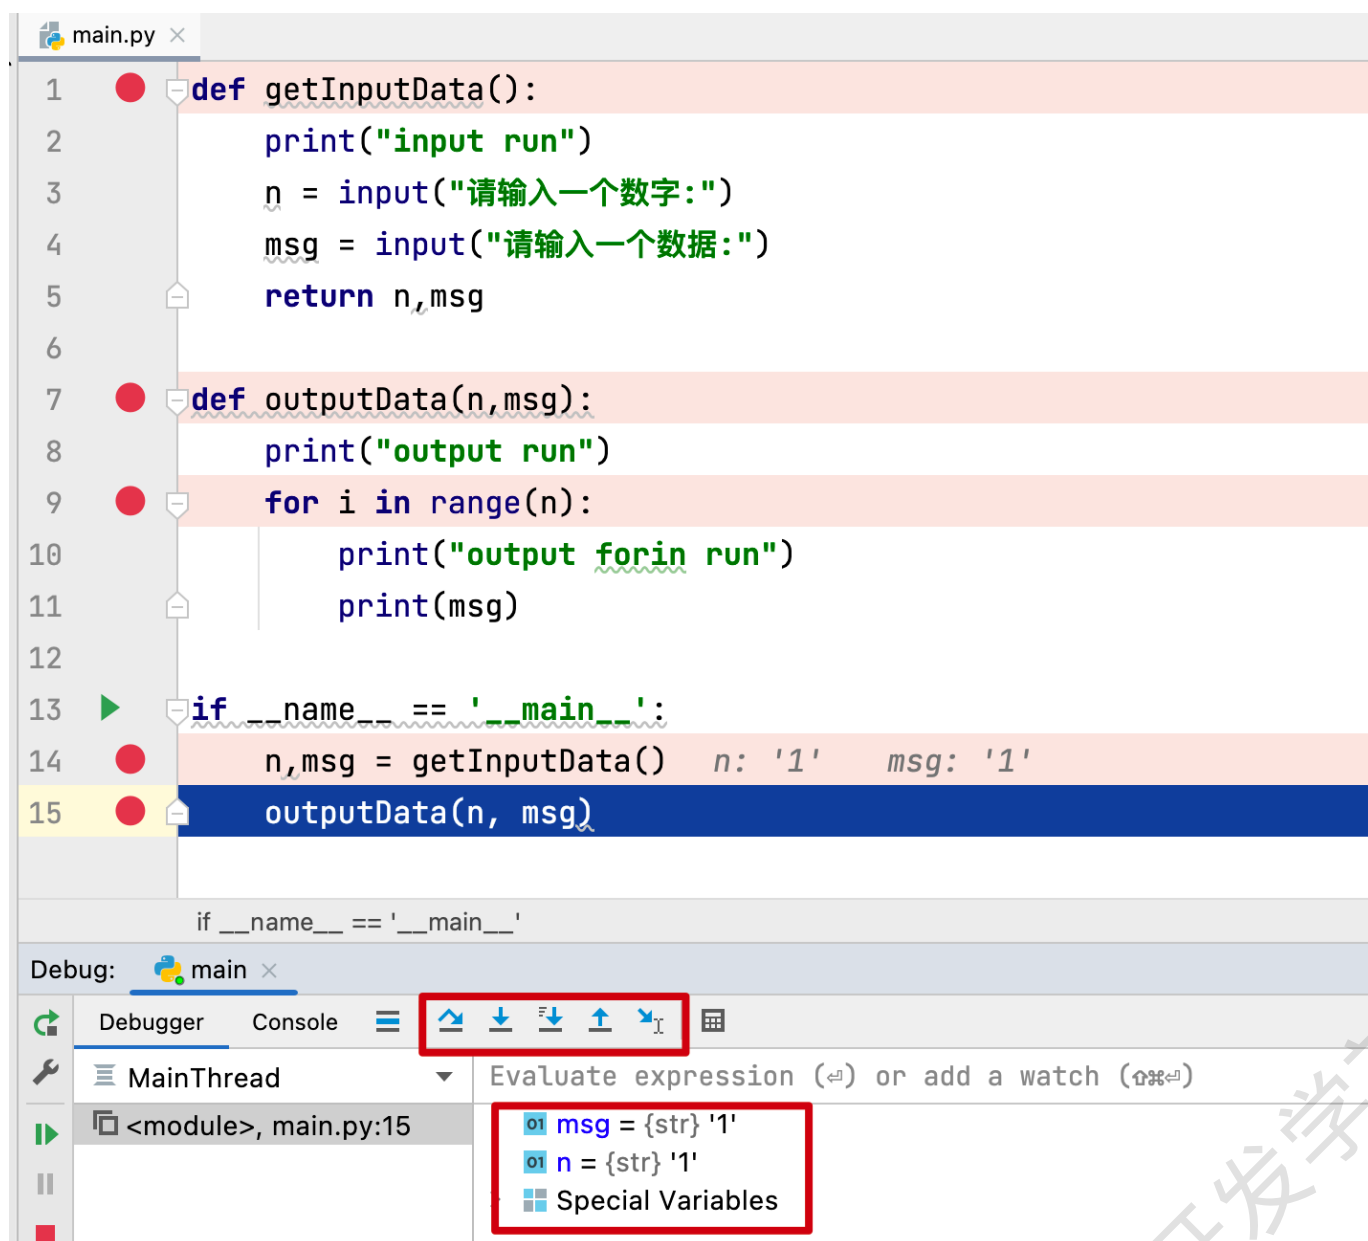 main.py
1 def getInputData():
2 print("input run")
3 n = input("请输入一个数字:")
4 msg = input("请输入一个数据:")
5 return n,msg
6
7 def outputData(n,msg):
8 print("output run")
9 for i in range(n):
10 print("output forin run")
11 print(msg)
12
13 if __name__ == '__main__':
14 n,msg = getInputData() n: '1' msg: '1'
15 outputData(n, msg)
if __name__ == '__main__'
Debug: main
Debugger Console
MainThread Evaluate expression (⏎) or add a watch (⇧⌘⏎)
<module>, main.py:15 msg = {str} '1'
n = {str} '1'
Special Variables
开发学